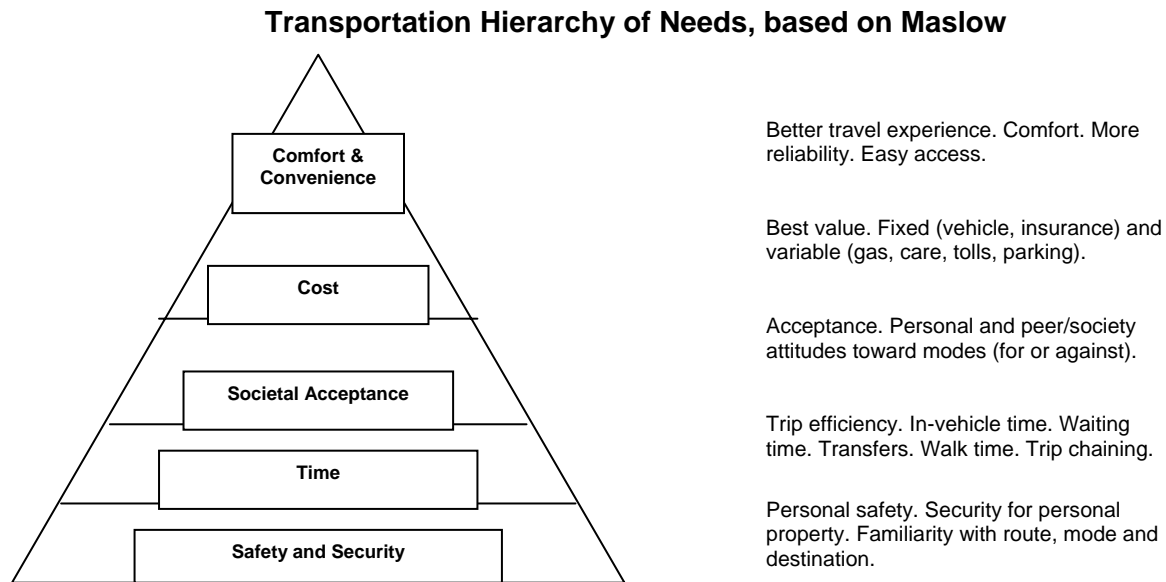 Transportation Hierarchy of Needs, based on Maslow
Comfort &
Convenience
Better travel experience. Comfort. More
reliability. Easy access.
Cost
Best value. Fixed (vehicle, insurance) and
variable (gas, care, tolls, parking).
Societal Acceptance
Acceptance. Personal and peer/society
attitudes toward modes (for or against).
Time
Trip efficiency. In-vehicle time. Waiting
time. Transfers. Walk time. Trip chaining.
Safety and Security
Personal safety. Security for personal
property. Familiarity with route, mode and
destination.